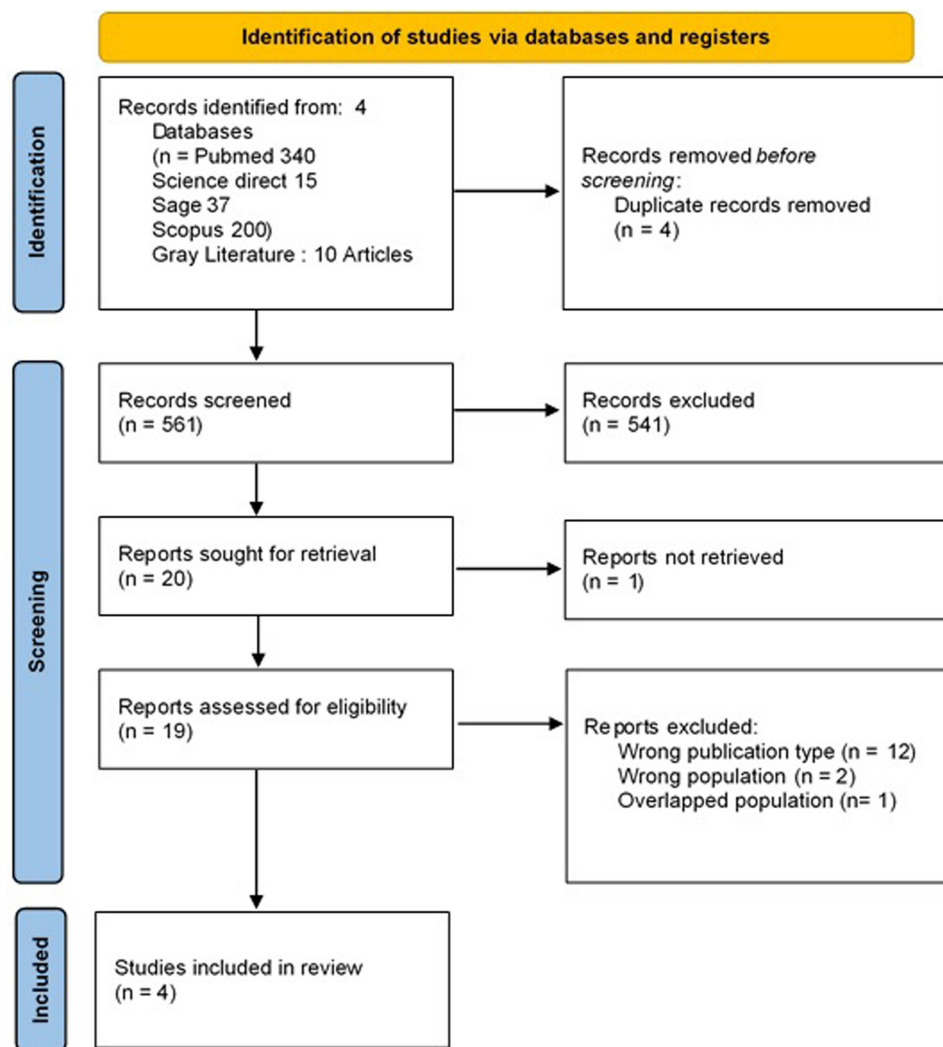 Identification of studies via databases and registers
Identification
Records identified from: 4
Databases
(n = Pubmed 340
Science direct 15
Sage 37
Scopus 200)
Gray Literature : 10 Articles
Records removed before
screening:
Duplicate records removed
(n = 4)
Screening
Records screened
(n = 561)
Records excluded
(n = 541)
Reports sought for retrieval
(n = 20)
Reports not retrieved
(n = 1)
Reports assessed for eligibility
(n = 19)
Reports excluded:
Wrong publication type (n = 12)
Wrong population (n = 2)
Overlapped population (n= 1)
Included
Studies included in review
(n = 4)